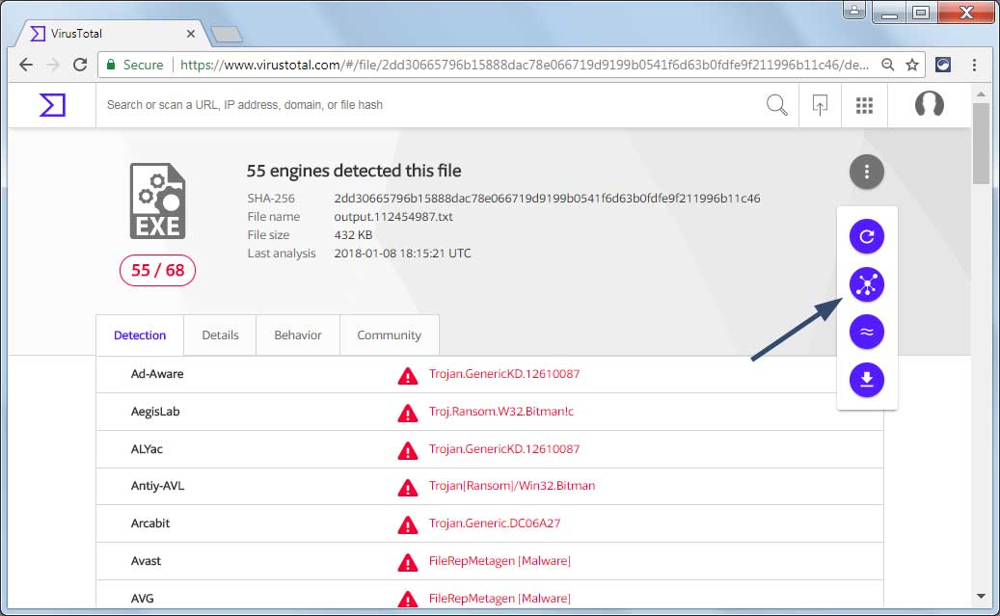 VirusTotal
Secure https://www.virustotal.com/#/file/2dd30665796b15888dac78e066719d9199b0541f6d63b0fdfe9f211996b11c46/de...
Search or scan a URL, IP address, domain, or file hash
55 engines detected this file
SHA-256 2dd30665796b15888dac78e066719d9199b0541f6d63b0fdfe9f211996b11c46
File name output.112454987.txt
File size 432 KB
Last analysis 2018-01-08 18:15:21 UTC
EXE
55 / 68
Detection Details Behavior Community
Ad-Aware Trojan.GenericKD.12610087
AegisLab Troj.Ransom.W32.Bitman!c
ALYac Trojan.GenericKD.12610087
Antiy-AVL Trojan[Ransom]/Win32.Bitman
Arcabit Trojan.Generic.DC06A27
Avast FileRepMetagen [Malware]
AVG FileRepMetagen [Malware]